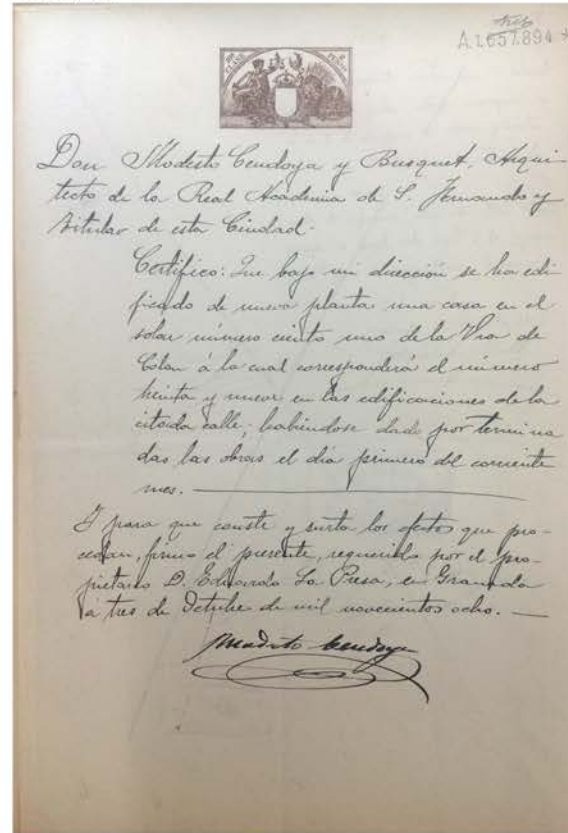 tres
A.1.657.894 *
Don Modesto Cendoya y Busquet, Arqui-
tecto de la Real Academia de S. Fernando y
titular de esta Ciudad.
Certifico: Que bajo mi dirección se ha edi-
ficado de nueva planta una casa en el
solar número ciento uno de la Via de
Colon á la cual corresponderá el número
treinta y nueve en las edificaciones de la
citada calle; habiendose dado por termina
das las obras el dia primero del corriente
mes.
Y para que conste y surta los efectos que pro-
cedan, firmo el presente, requerido por el pro-
pietario D. Eduardo La Presa, en Granada
á tres de Octubre de mil novecientos ocho.
Modesto Cendoya